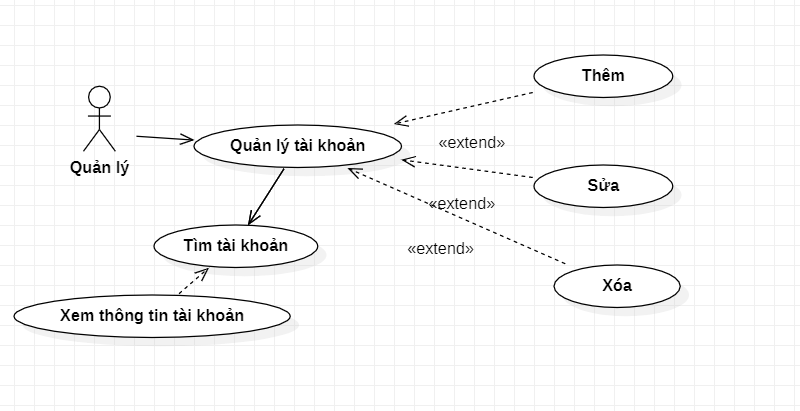 Thêm
«extend»
Quản lý tài khoản
Quản lý
Sửa
«extend»
Tìm tài khoản
«extend»
Xóa
Xem thông tin tài khoản